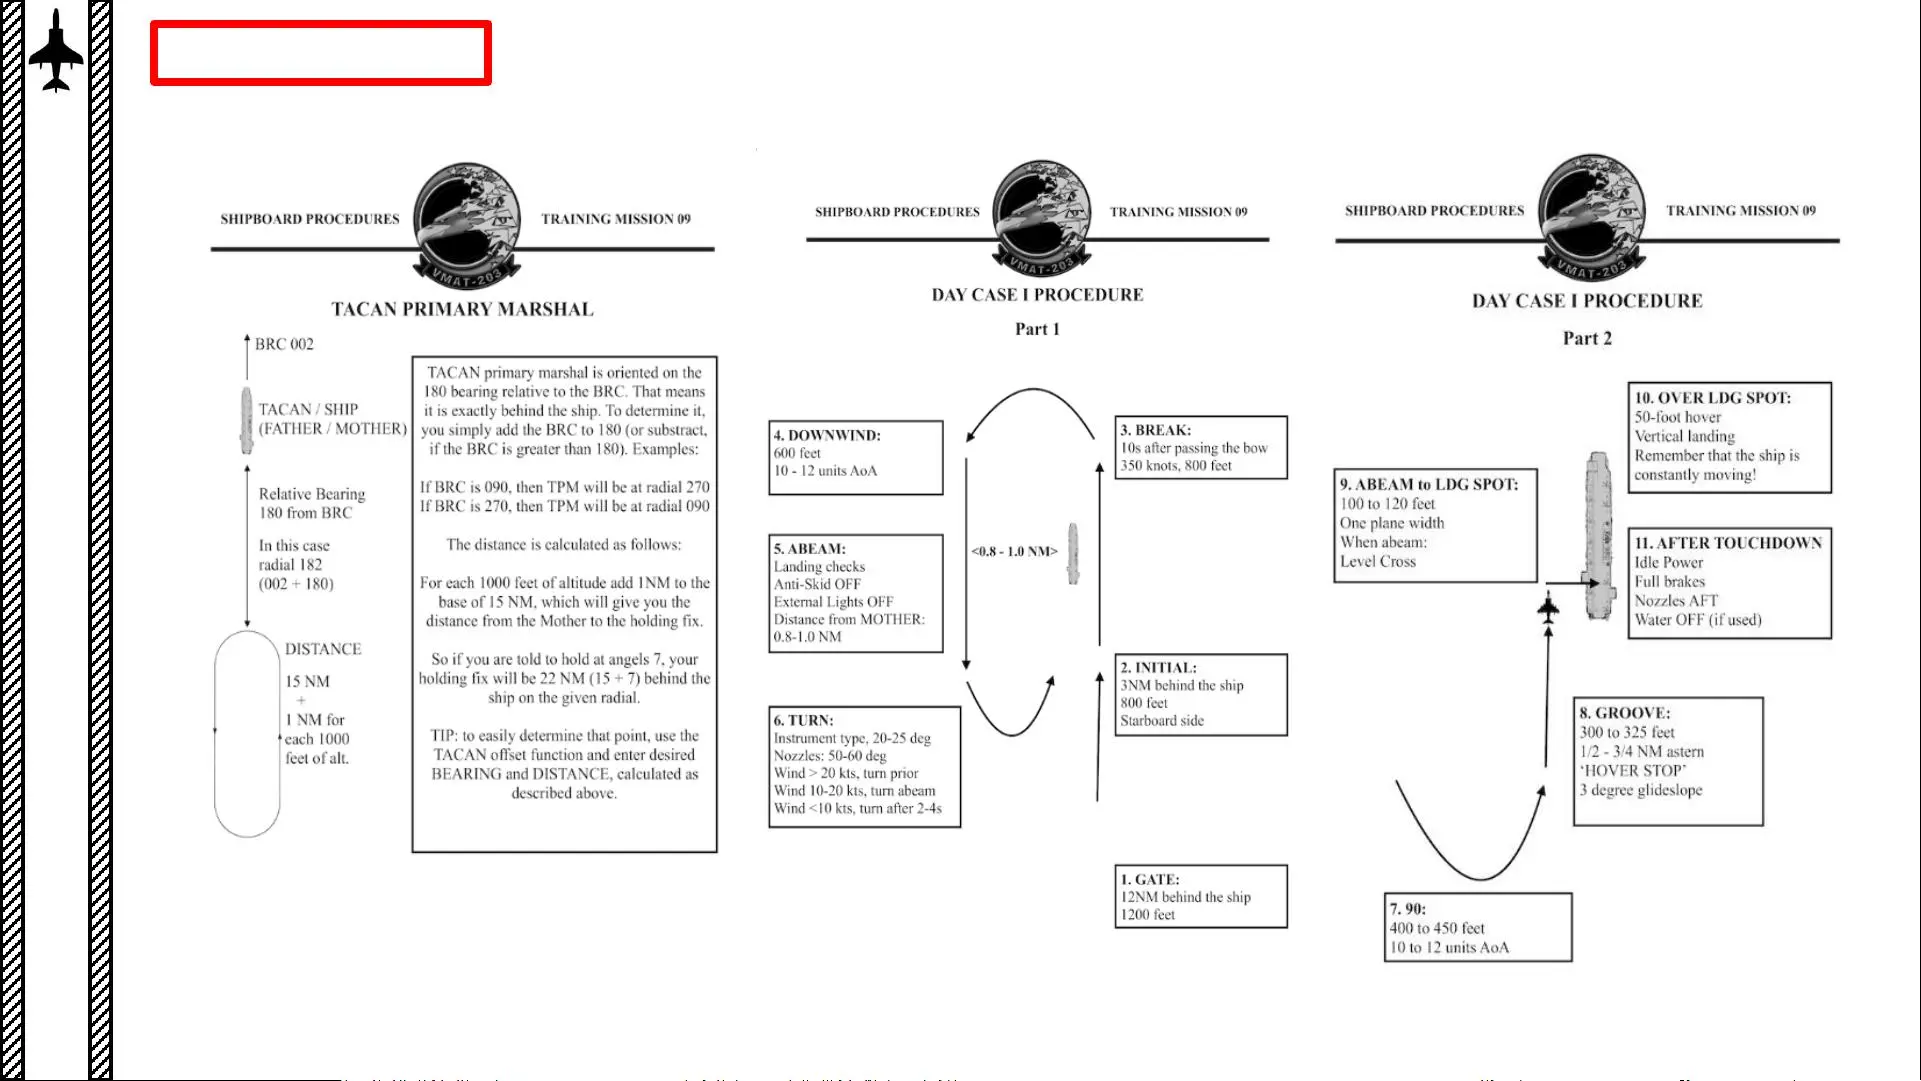 SHIPBOARD PROCEDURES
TRAINING MISSION 09
VMAT-203
TACAN PRIMARY MARSHAL
BRC 002
TACAN / SHIP
(FATHER / MOTHER)
Relative Bearing
180 from BRC
In this case
radial 182
(002 + 180)
DISTANCE
15 NM
+
1 NM for
each 1000
feet of alt.
TACAN primary marshal is oriented on the
180 bearing relative to the BRC. That means
it is exactly behind the ship. To determine it,
you simply add the BRC to 180 (or substract,
if the BRC is greater than 180). Examples:
If BRC is 090, then TPM will be at radial 270
If BRC is 270, then TPM will be at radial 090
The distance is calculated as follows:
For each 1000 feet of altitude add 1NM to the
base of 15 NM, which will give you the
distance from the Mother to the holding fix.
So if you are told to hold at angels 7, your
holding fix will be 22 NM (15 + 7) behind the
ship on the given radial.
TIP: to easily determine that point, use the
TACAN offset function and enter desired
BEARING and DISTANCE, calculated as
described above.
SHIPBOARD PROCEDURES
TRAINING MISSION 09
VMAT-203
DAY CASE I PROCEDURE
Part 1
4. DOWNWIND:
600 feet
10 - 12 units AoA
3. BREAK:
10s after passing the bow
350 knots, 800 feet
5. ABEAM:
Landing checks
Anti-Skid OFF
External Lights OFF
Distance from MOTHER:
0.8-1.0 NM
<0.8 - 1.0 NM>
2. INITIAL:
3NM behind the ship
800 feet
Starboard side
6. TURN:
Instrument type, 20-25 deg
Nozzles: 50-60 deg
Wind > 20 kts, turn prior
Wind 10-20 kts, turn abeam
Wind <10 kts, turn after 2-4s
1. GATE:
12NM behind the ship
1200 feet
SHIPBOARD PROCEDURES
TRAINING MISSION 09
VMAT-203
DAY CASE I PROCEDURE
Part 2
10. OVER LDG SPOT:
50-foot hover
Vertical landing
Remember that the ship is
constantly moving!
9. ABEAM to LDG SPOT:
100 to 120 feet
One plane width
When abeam:
Level Cross
11. AFTER TOUCHDOWN
Idle Power
Full brakes
Nozzles AFT
Water OFF (if used)
8. GROOVE:
300 to 325 feet
1/2 - 3/4 NM astern
‘HOVER STOP’
3 degree glideslope
7. 90:
400 to 450 feet
10 to 12 units AoA